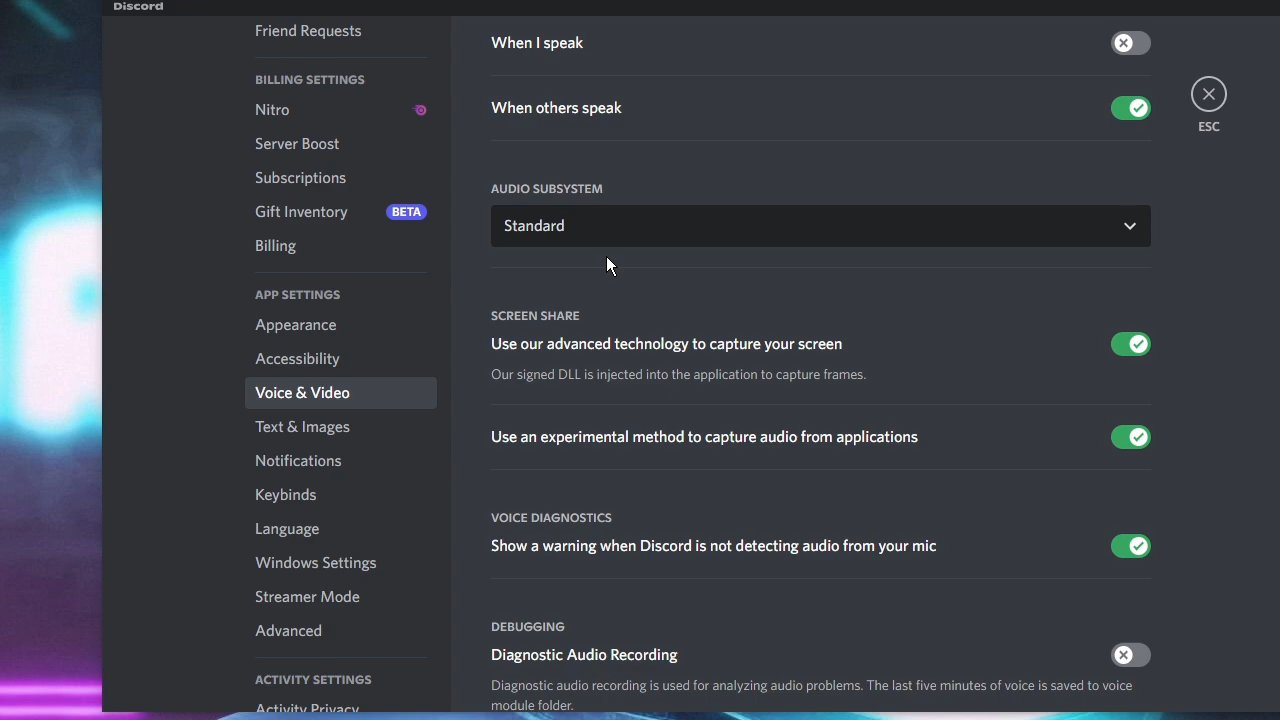 Discord
Friend Requests
BILLING SETTINGS
Nitro
Server Boost
Subscriptions
Gift Inventory BETA
Billing
APP SETTINGS
Appearance
Accessibility
Voice & Video
Text & Images
Notifications
Keybinds
Language
Windows Settings
Streamer Mode
Advanced
ACTIVITY SETTINGS
Activity Privacy
When I speak
When others speak
AUDIO SUBSYSTEM
Standard
SCREEN SHARE
Use our advanced technology to capture your screen
Our signed DLL is injected into the application to capture frames.
Use an experimental method to capture audio from applications
VOICE DIAGNOSTICS
Show a warning when Discord is not detecting audio from your mic
DEBUGGING
Diagnostic Audio Recording
Diagnostic audio recording is used for analyzing audio problems. The last five minutes of voice is saved to voice
module folder.
ESC